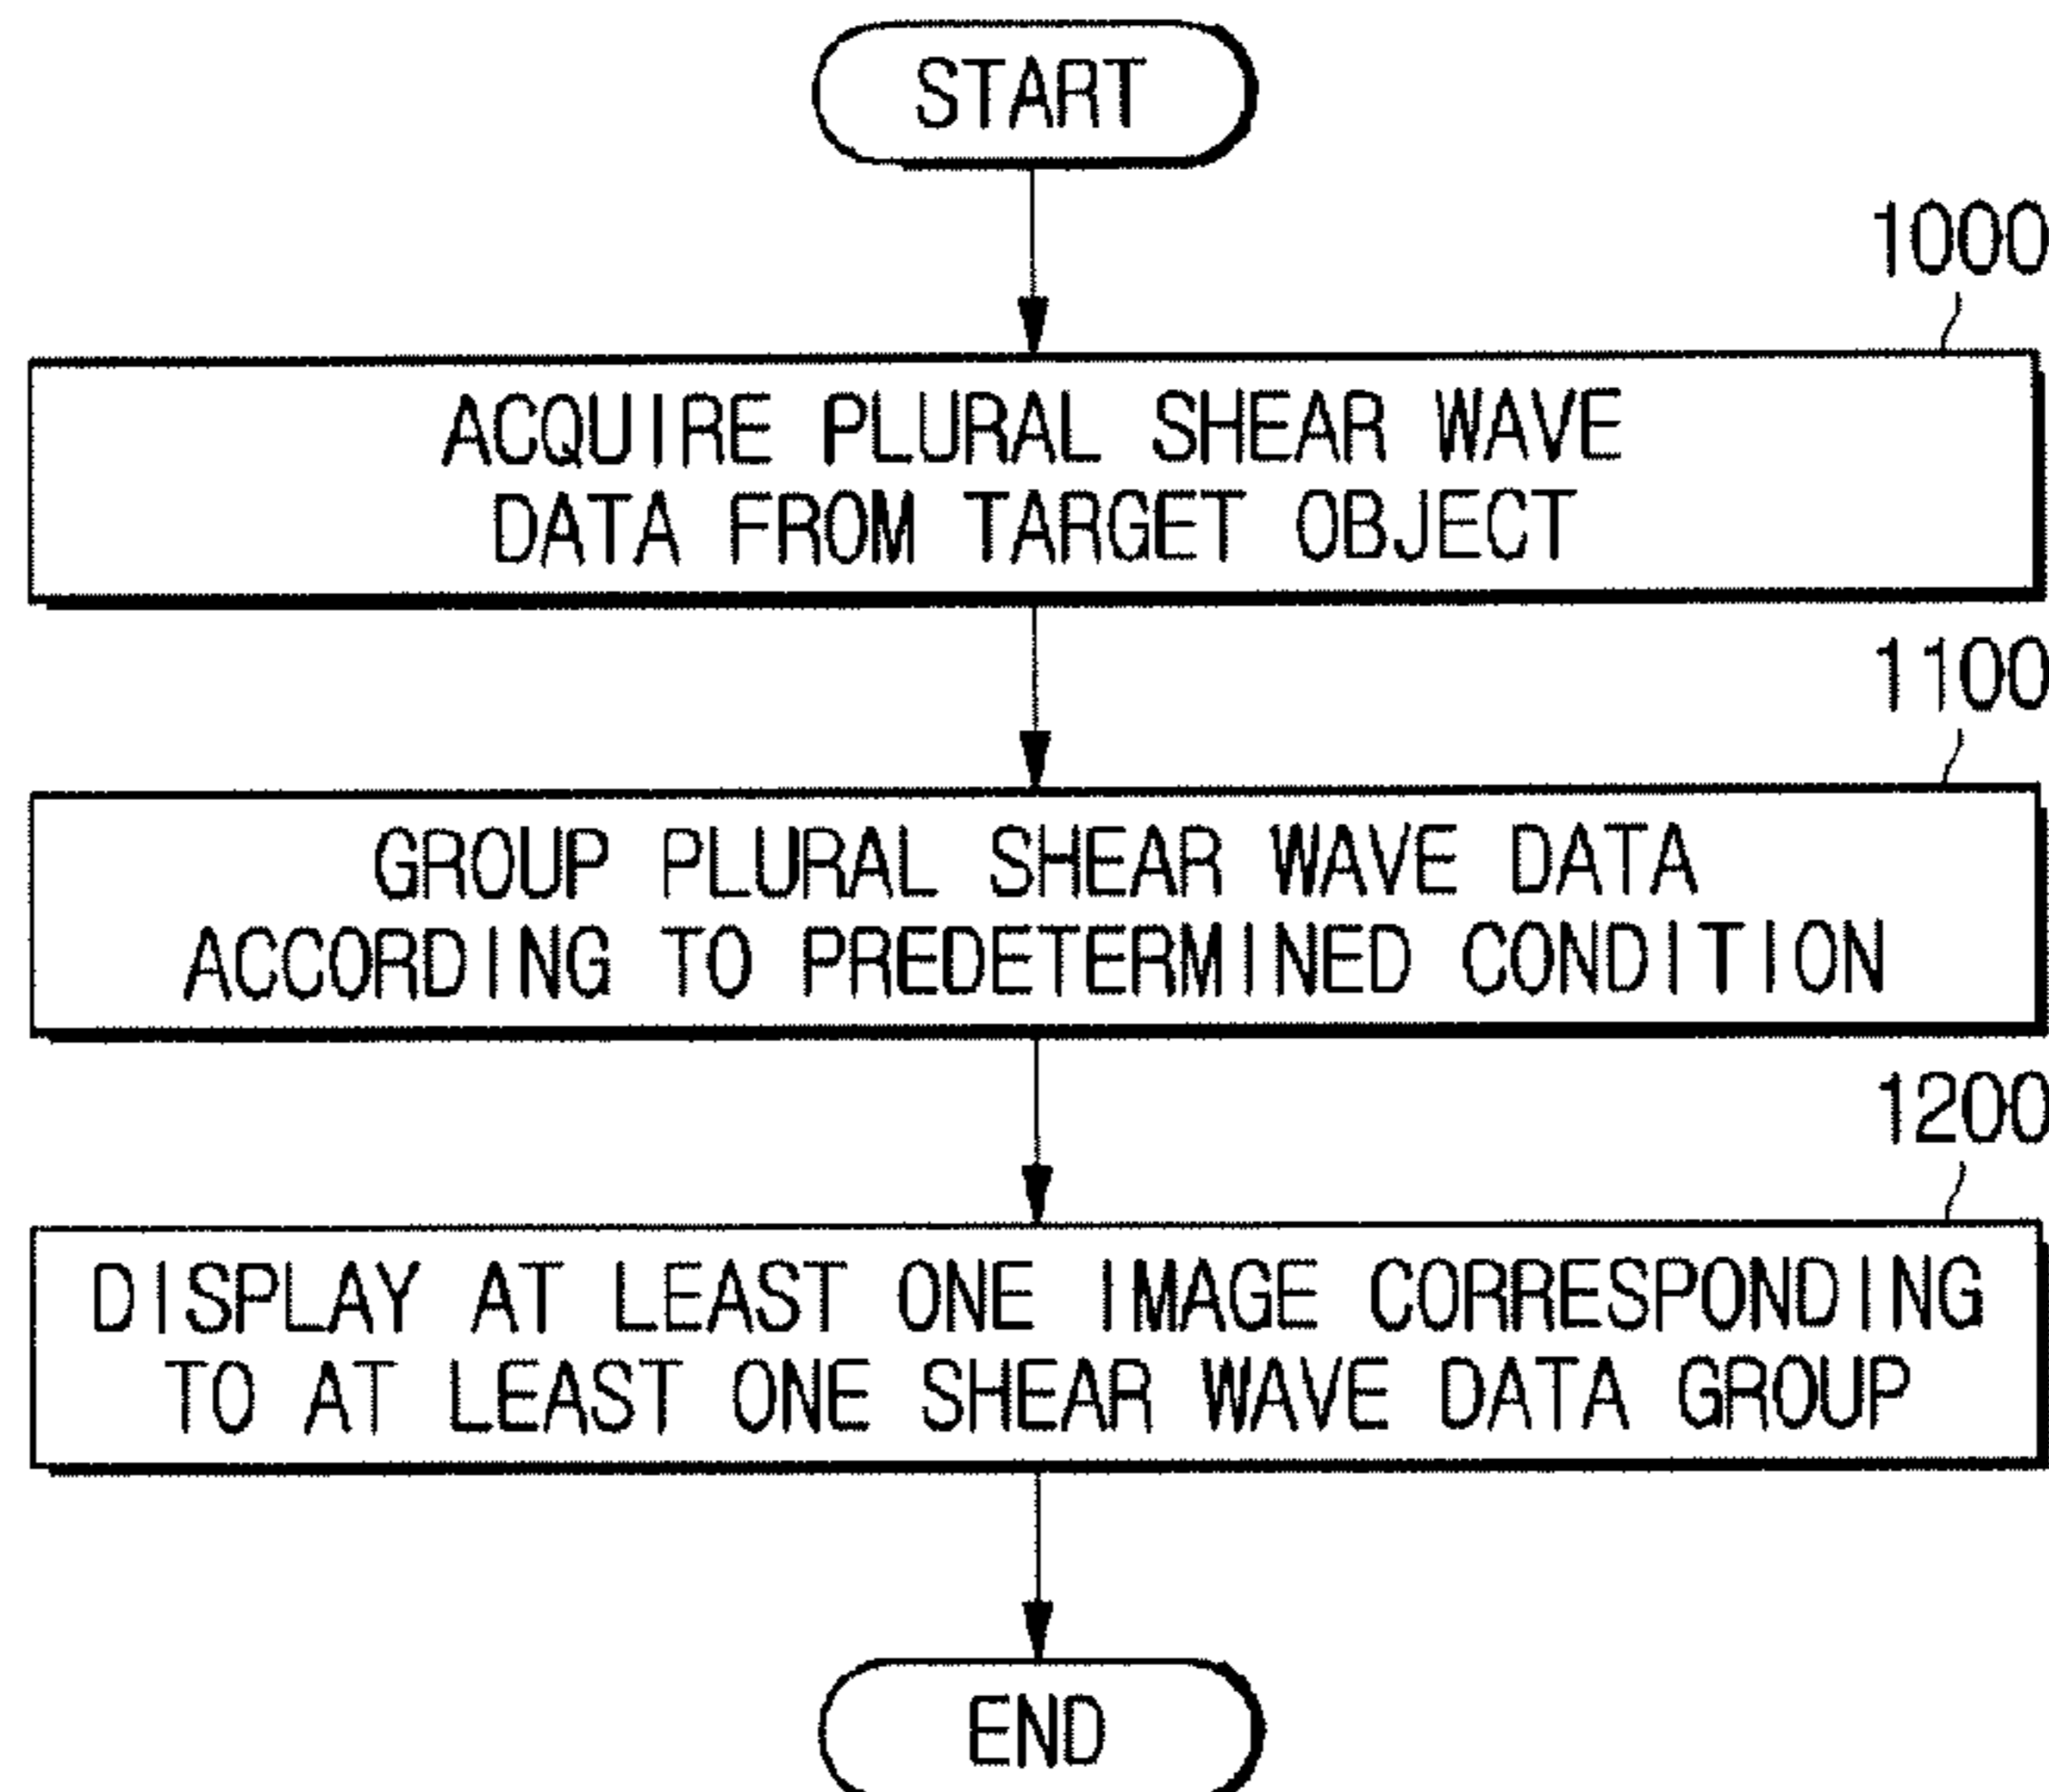 START
1000
ACQUIRE PLURAL SHEAR WAVE
DATA FROM TARGET OBJECT
1100
GROUP PLURAL SHEAR WAVE DATA
ACCORDING TO PREDETERMINED CONDITION
1200
DISPLAY AT LEAST ONE IMAGE CORRESPONDING
TO AT LEAST ONE SHEAR WAVE DATA GROUP
END